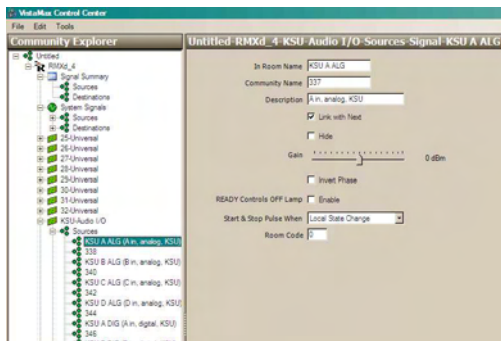 VistaMax Control Center
File Edit Tools
Community Explorer
Untitled
RMXd_4
Signal Summary
Sources
Destinations
System Signals
Sources
Destinations
25-Universal
26-Universal
27-Universal
28-Universal
29-Universal
30-Universal
31-Universal
32-Universal
KSU-Audio I/O
Sources
KSU A ALG (A in, analog, KSU)
338
KSU B ALG (B in, analog, KSU)
340
KSU C ALG (C in, analog, KSU)
342
KSU D ALG (D in, analog, KSU)
344
KSU A DIG (A in, digital, KSU)
346
Untitled-RMXd_4-KSU-Audio I/O-Sources-Signal-KSU A ALG
In Room Name KSU A ALG
Community Name 337
Description A in, analog, KSU
Link with Next
Hide
Gain 0 dBm
Invert Phase
READY Controls OFF Lamp Enable
Start & Stop Pulse When Local State Change
Room Code 0